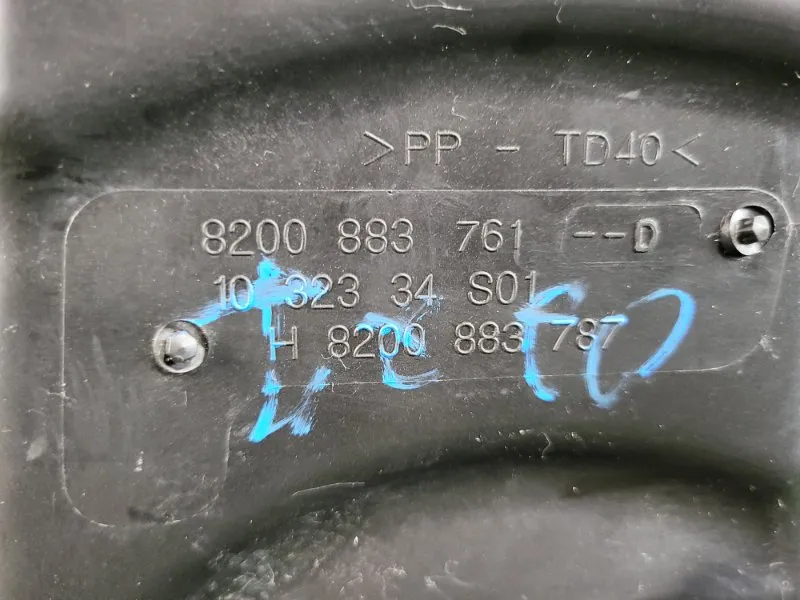 >PP - TD40<
8200 883 761 --D
10 323 34 S01
H 8200 883 787